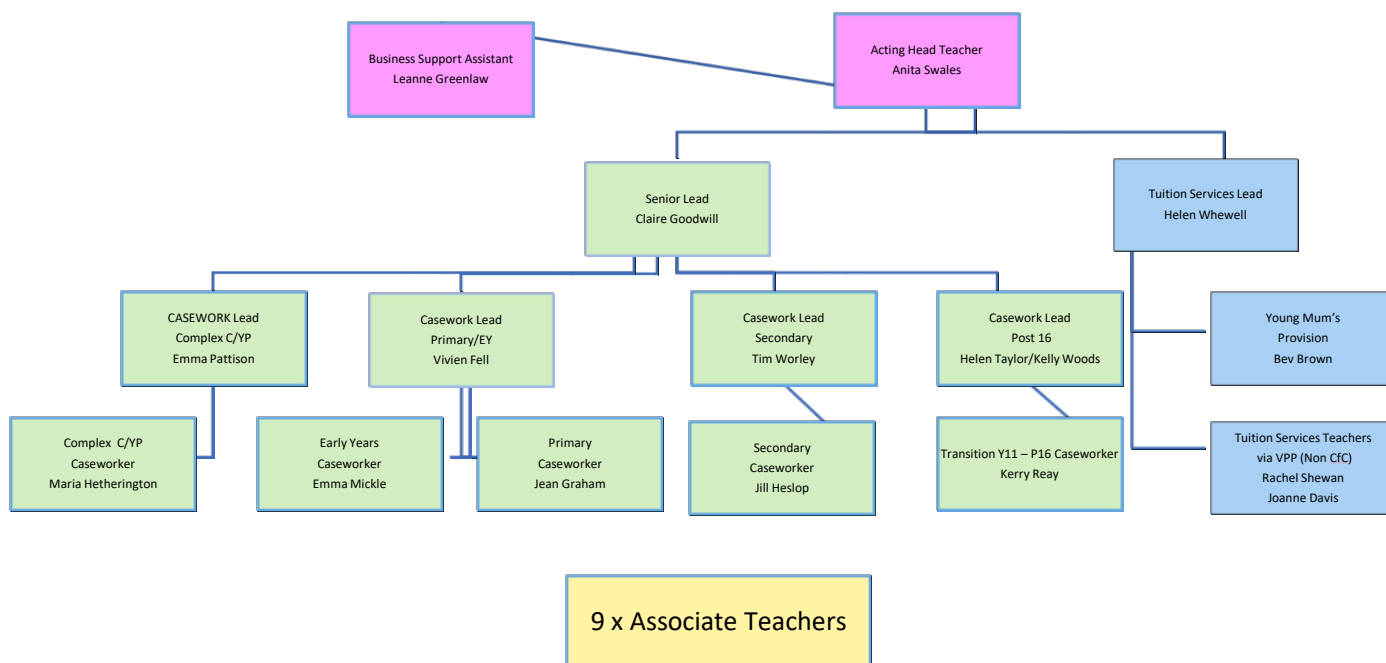 Business Support Assistant
Leanne Greenlaw
Acting Head Teacher
Anita Swales
Senior Lead
Claire Goodwill
Tuition Services Lead
Helen Whewell
CASEWORK Lead
Complex C/YP
Emma Pattison
Casework Lead
Primary/EY
Vivien Fell
Casework Lead
Secondary
Tim Worley
Casework Lead
Post 16
Helen Taylor/Kelly Woods
Young Mum's
Provision
Bev Brown
Complex  C/YP
Caseworker
Maria Hetherington
Early Years
Caseworker
Emma Mickle
Primary
Caseworker
Jean Graham
Secondary
Caseworker
Jill Heslop
Transition Y11 – P16 Caseworker
Kerry Reay
Tuition Services Teachers
via VPP (Non CfC)
Rachel Shewan
Joanne Davis
9 x Associate Teachers